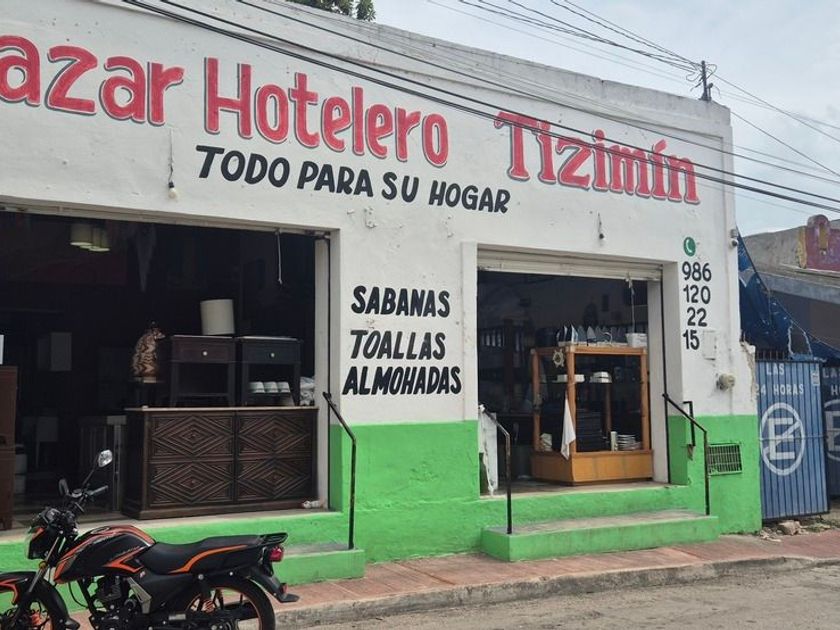 azar Hotelero Tizimín
TODO PARA SU HOGAR
SABANAS
TOALLAS
ALMOHADAS
986
120
22
15
24 HORAS
E